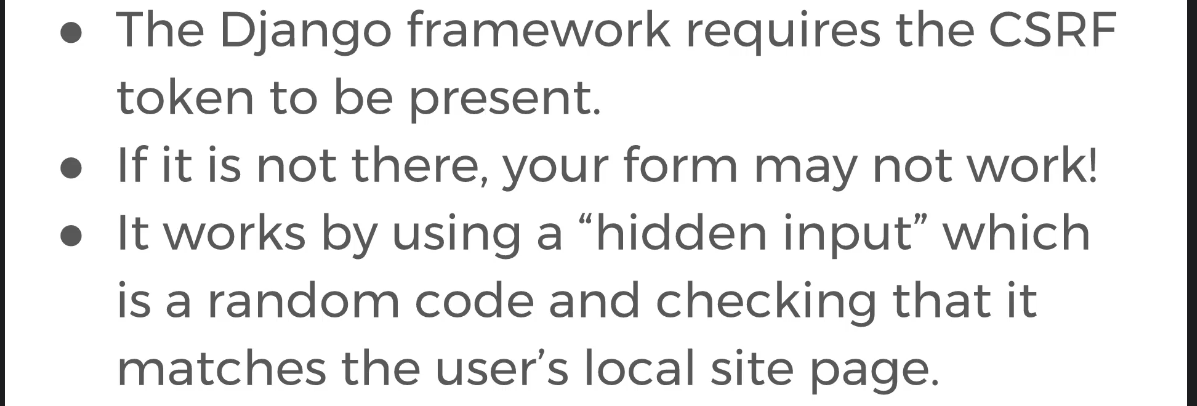 ● The Django framework requires the CSRF
token to be present.
● If it is not there, your form may not work!
● It works by using a “hidden input” which
is a random code and checking that it
matches the user’s local site page.